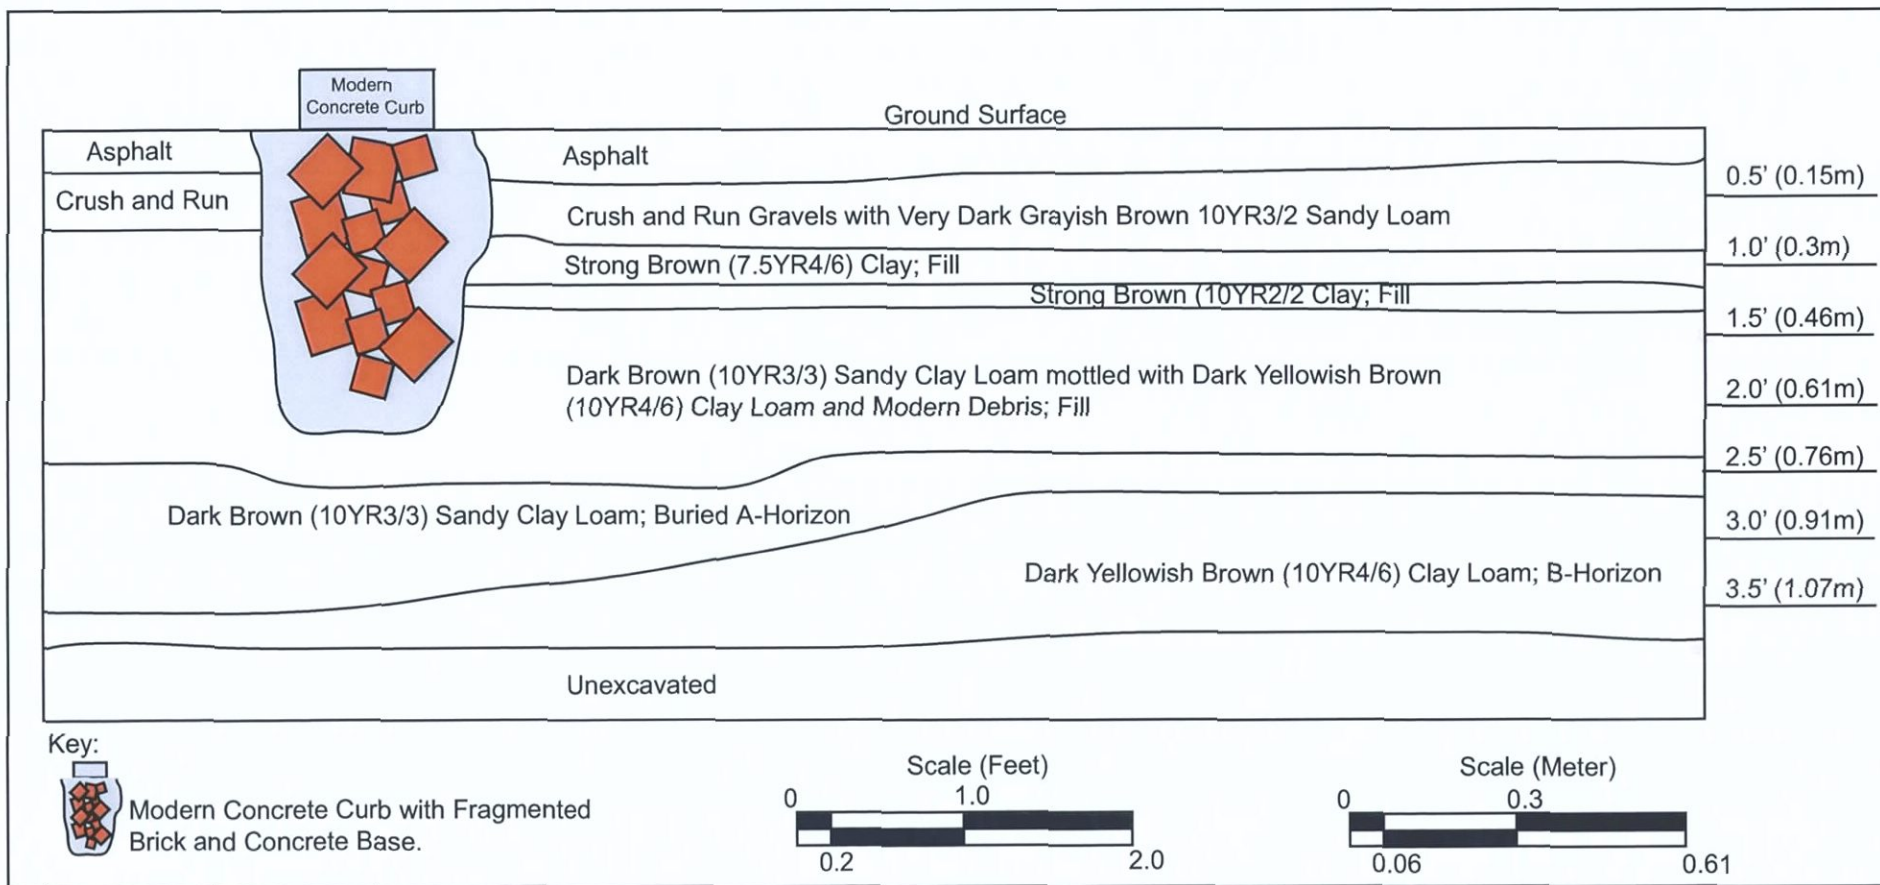 Modern
Concrete Curb
Ground Surface
Asphalt
Asphalt
0.5' (0.15m)
Crush and Run
Crush and Run Gravels with Very Dark Grayish Brown 10YR3/2 Sandy Loam
1.0' (0.3m)
Strong Brown (7.5YR4/6) Clay; Fill
Strong Brown (10YR2/2 Clay; Fill
1.5' (0.46m)
Dark Brown (10YR3/3) Sandy Clay Loam mottled with Dark Yellowish Brown
(10YR4/6) Clay Loam and Modern Debris; Fill
2.0' (0.61m)
2.5' (0.76m)
Dark Brown (10YR3/3) Sandy Clay Loam; Buried A-Horizon
3.0' (0.91m)
Dark Yellowish Brown (10YR4/6) Clay Loam; B-Horizon
3.5' (1.07m)
Unexcavated
Key:
Modern Concrete Curb with Fragmented
Brick and Concrete Base.
Scale (Feet)
0 1.0
0.2 2.0
Scale (Meter)
0 0.3
0.06 0.61